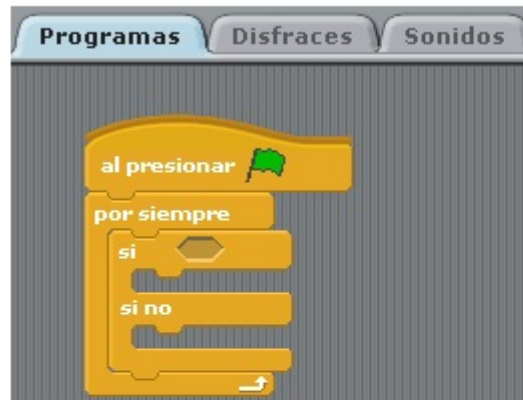 Programas Disfraces Sonidos
al presionar
por siempre
si
si no